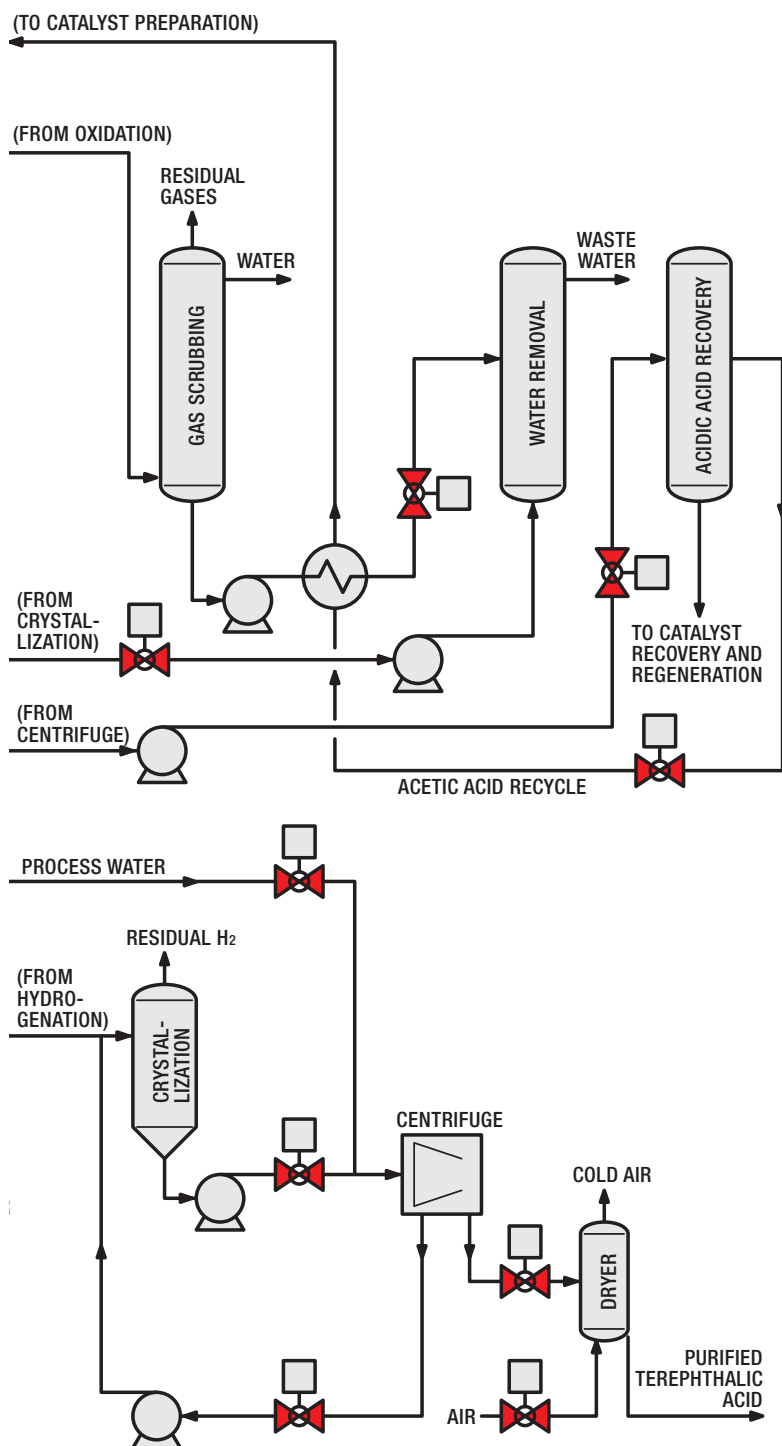 (TO CATALYST PREPARATION)
(FROM OXIDATION)
RESIDUAL
GASES
WATER
GAS SCRUBBING
WASTE
WATER
WATER REMOVAL
ACIDIC ACID RECOVERY
(FROM
CRYSTAL-
LIZATION)
TO CATALYST
RECOVERY AND
REGENERATION
(FROM
CENTRIFUGE)
ACETIC ACID RECYCLE
PROCESS WATER
RESIDUAL H2
(FROM
HYDRO-
GENATION)
CRYSTAL-
LIZATION
CENTRIFUGE
COLD AIR
DRYER
AIR
PURIFIED
TEREPHTHALIC
ACID